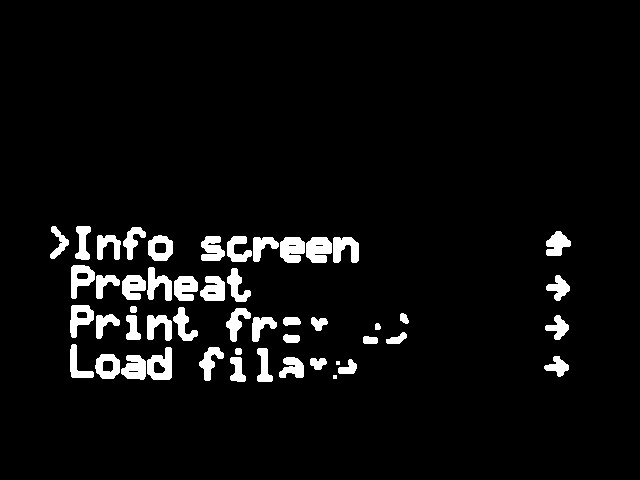 >Info screen
Preheat →
Print →
Load →